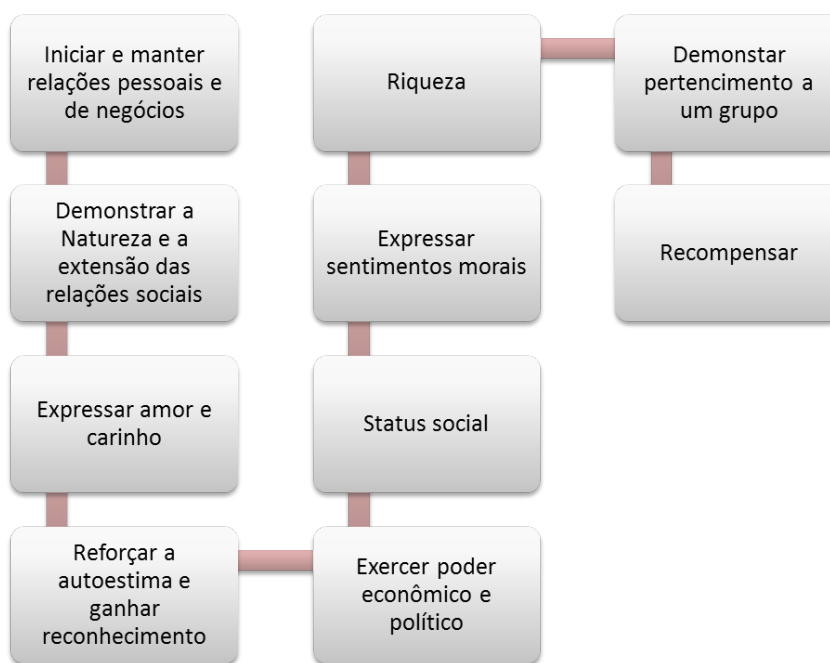 Iniciar e manter
relações pessoais e
de negócios
Demonstrar a
Natureza e a
extensão das
relações sociais
Expressar amor e
carinho
Reforçar a
autoestima e
ganhar
reconhecimento
Exercer poder
econômico e
político
Status social
Expressar
sentimentos morais
Riqueza
Demonstar
pertencimento a
um grupo
Recompensar